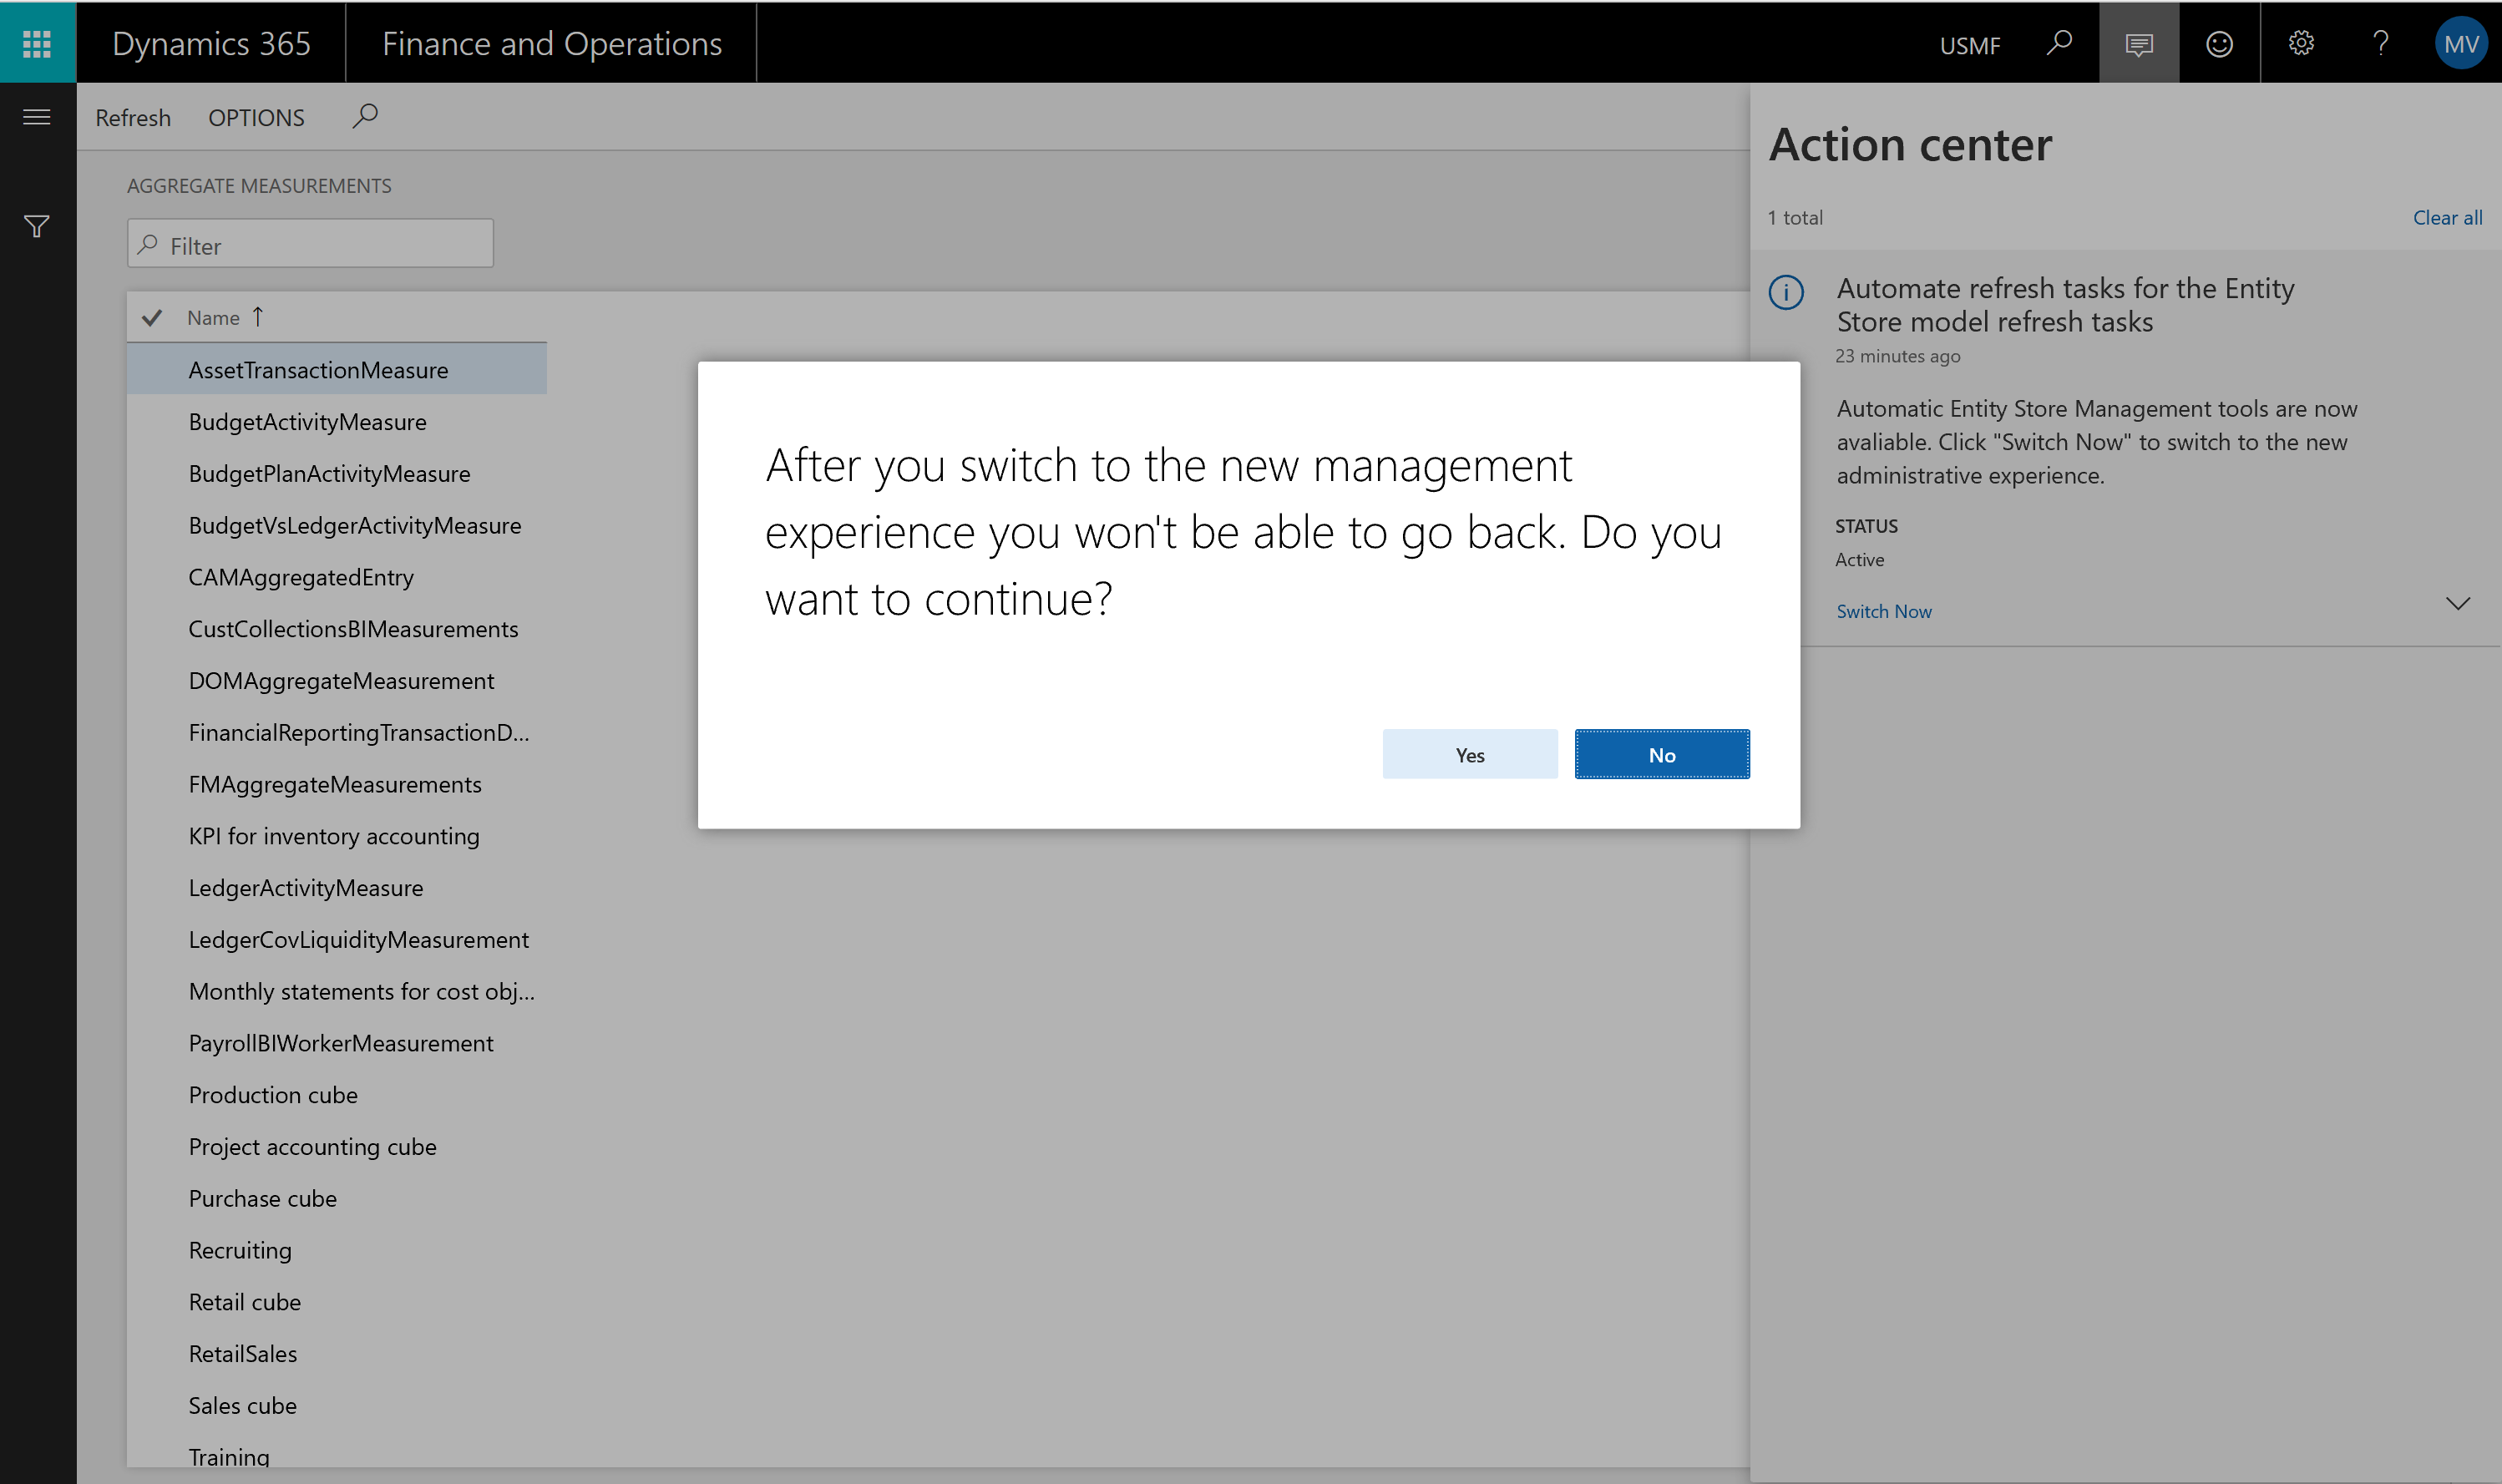 Dynamics 365
Finance and Operations
USMF
MV
Refresh
OPTIONS
AGGREGATE MEASUREMENTS
Filter
Name
AssetTransactionMeasure
BudgetActivityMeasure
BudgetPlanActivityMeasure
BudgetVsLedgerActivityMeasure
CAMAggregatedEntry
CustCollectionsBIMeasurements
DOMAggregateMeasurement
FinancialReportingTransactionD...
FMAggregateMeasurements
KPI for inventory accounting
LedgerActivityMeasure
LedgerCovLiquidityMeasurement
Monthly statements for cost obj...
PayrollBIWorkerMeasurement
Production cube
Project accounting cube
Purchase cube
Recruiting
Retail cube
RetailSales
Sales cube
Training
After you switch to the new management
experience you won't be able to go back. Do you
want to continue?
Yes
No
Action center
1 total
Clear all
Automate refresh tasks for the Entity
Store model refresh tasks
23 minutes ago
Automatic Entity Store Management tools are now
avaliable. Click "Switch Now" to switch to the new
administrative experience.
STATUS
Active
Switch Now